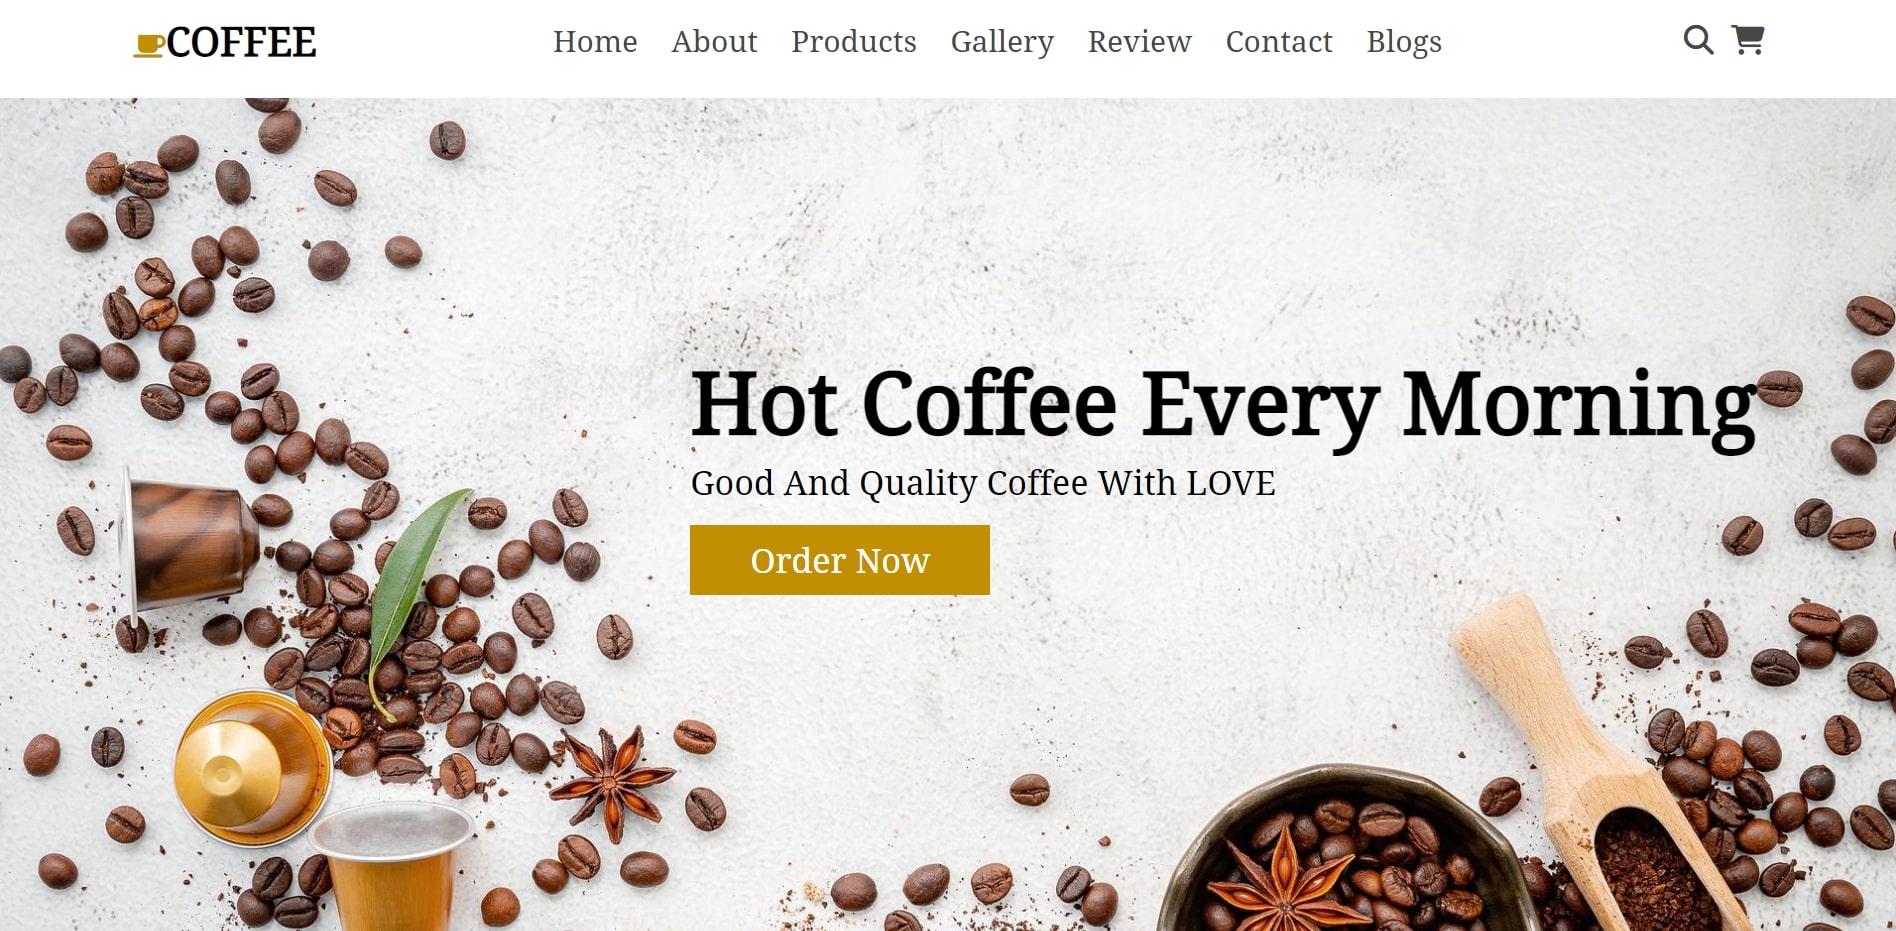 COFFEE
Home About Products Gallery Review Contact Blogs
Hot Coffee Every Morning
Good And Quality Coffee With LOVE
Order Now